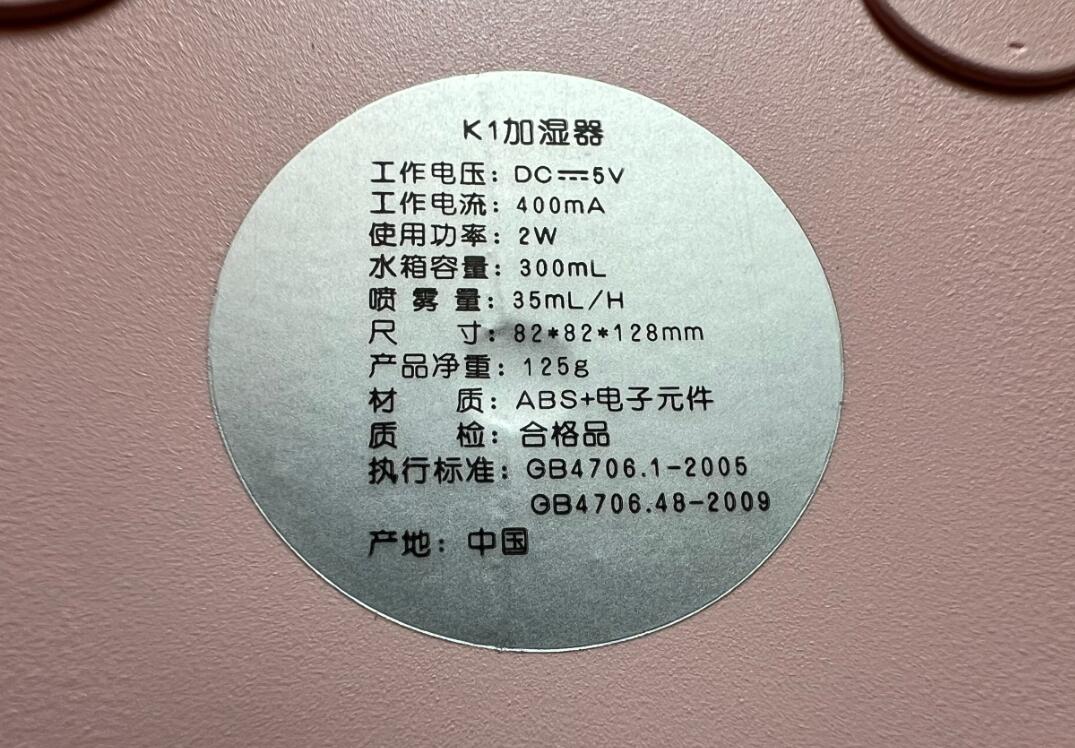 K1加湿器
工作电压：DC⎓5V
工作电流：400mA
使用功率：2W
水箱容量：300mL
喷 雾 量：35mL/H
尺　　寸：82*82*128mm
产品净重：125g
材　　质：ABS+电子元件
质　　检：合格品
执行标准：GB4706.1-2005
GB4706.48-2009
产地：中国